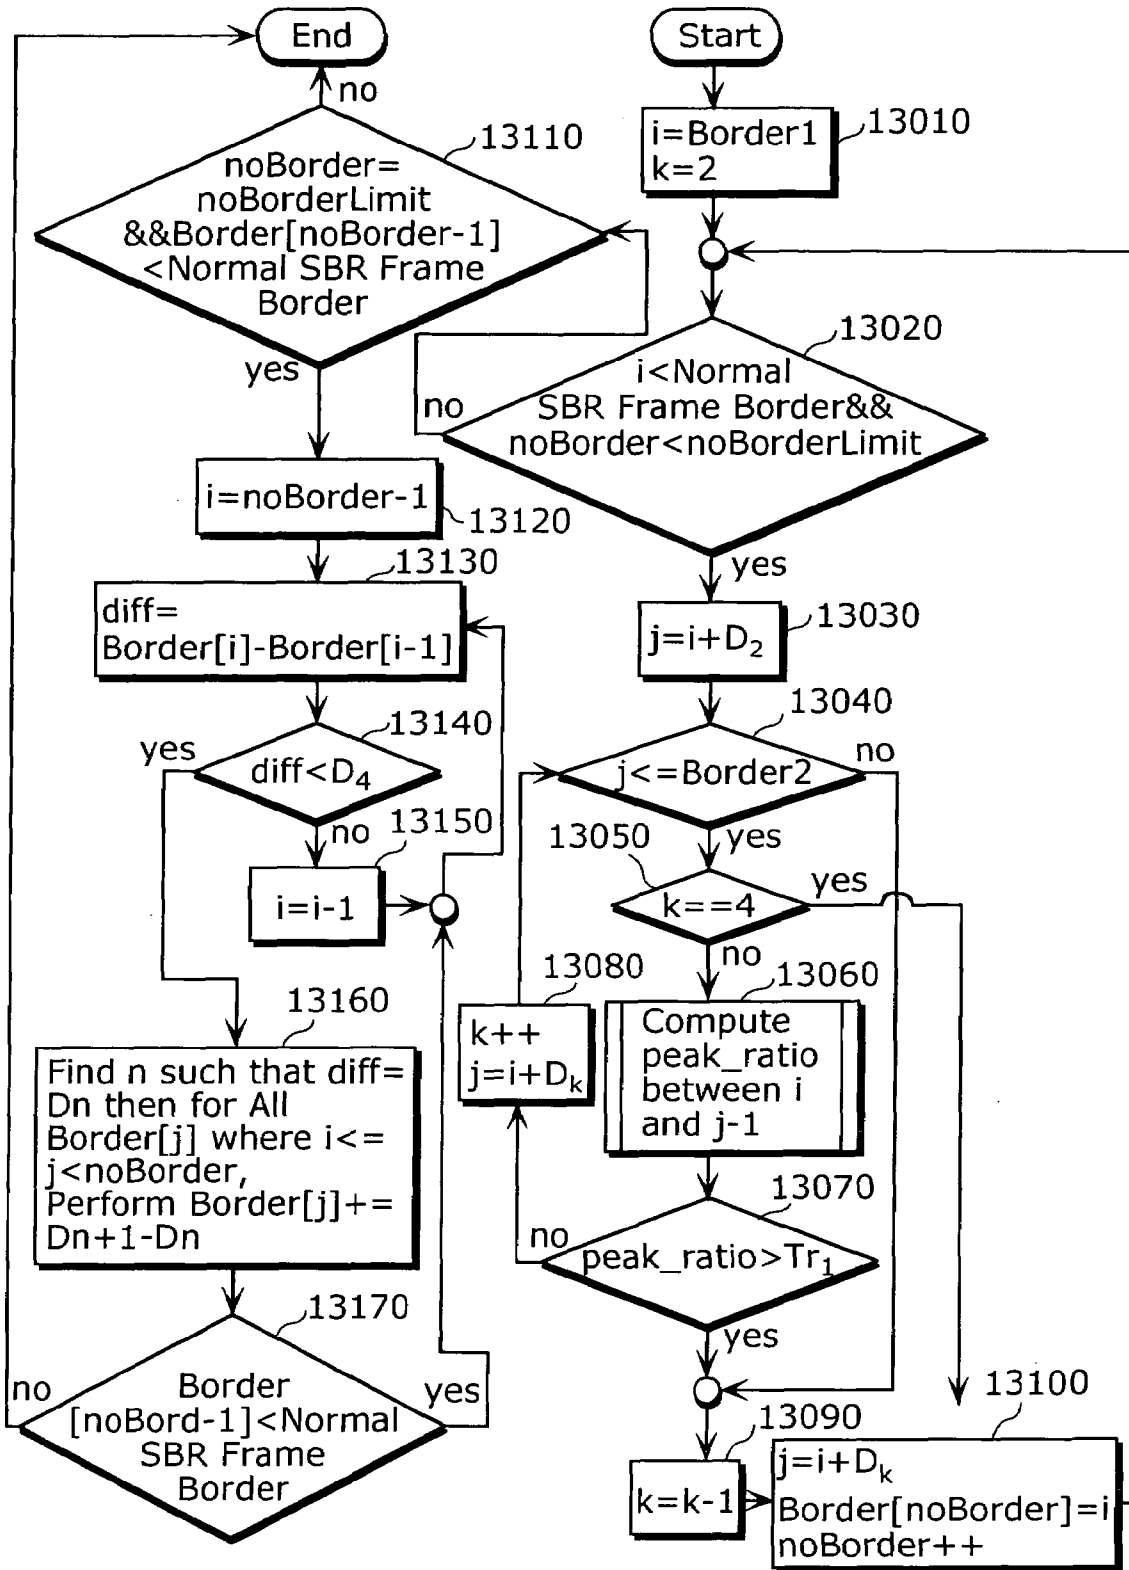 Start
13010
i=Border1
k=2
13020
i<Normal
SBR Frame Border&&
noBorder<noBorderLimit
no
yes
13030
j=i+D2
13040
j<=Border2
no
yes
13050
k==4
yes
no
13060
Compute
peak_ratio
between i
and j-1
13070
peak_ratio>Tr1
no
yes
13080
k++
j=i+Dk
13090
k=k-1
13100
j=i+Dk
Border[noBorder]=i
noBorder++
End
no
13110
noBorder=
noBorderLimit
&&Border[noBorder-1]
<Normal SBR Frame
Border
yes
i=noBorder-1
13120
13130
diff=
Border[i]-Border[i-1]
13140
yes
diff<D4
no
13150
i=i-1
13160
Find n such that diff=
Dn then for All
Border[j] where i<=
j<noBorder,
Perform Border[j]+=
Dn+1-Dn
13170
no
yes
Border
[noBord-1]<Normal
SBR Frame
Border